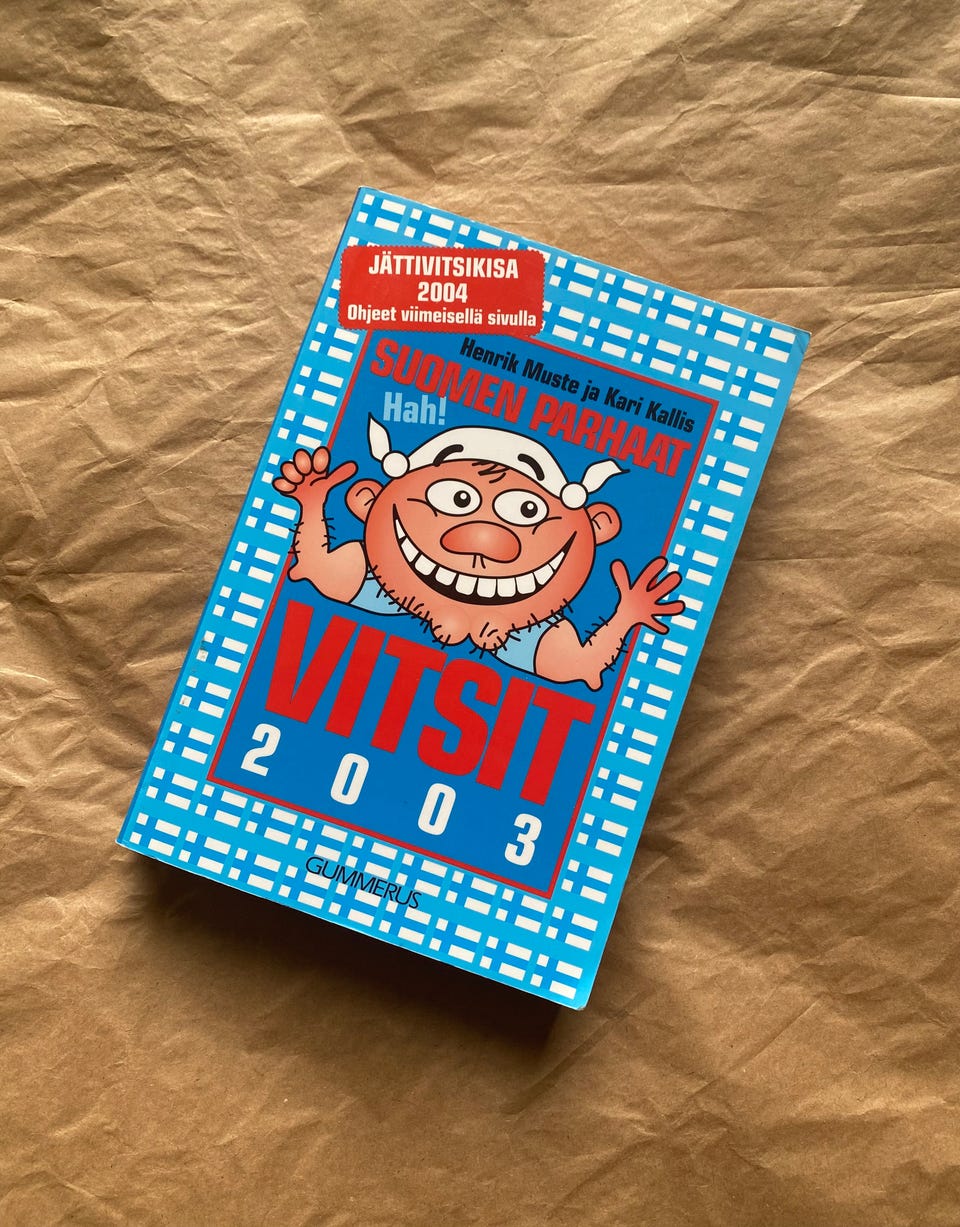 JÄTTIVITSIKISA
2004
Ohjeet viimeisellä sivulla
Henrik Muste ja Kari Kallis
SUOMEN PARHAAT
Hah!
VITSIT
2003
GUMMERUS